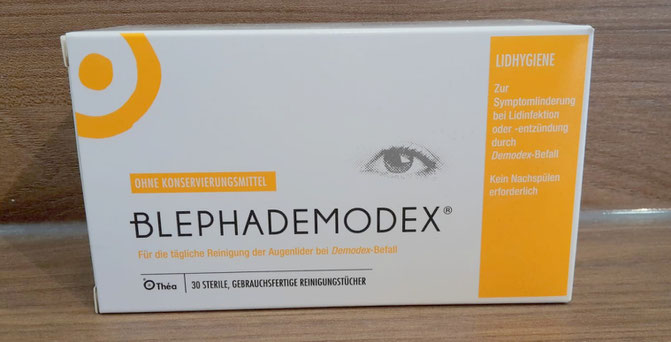 OHNE KONSERVIERUNGSMITTEL
BLEPHADEMODEX®
Für die tägliche Reinigung der Augenlider bei Demodex-Befall
Théa
30 STERILE, GEBRAUCHSFERTIGE REINIGUNGSTÜCHER
LIDHYGIENE
Zur
Symptomlinderung
bei Lidinfektion
oder -entzündung
durch
Demodex-Befall
Kein Nachspülen
erforderlich